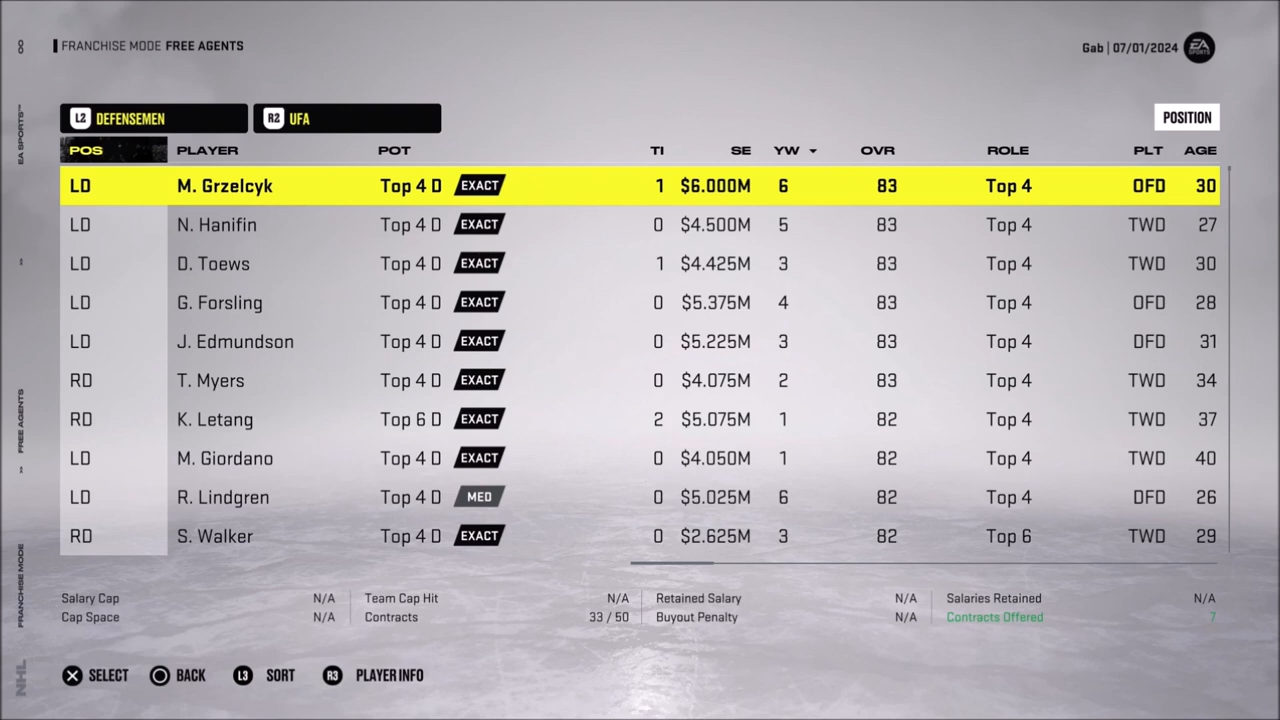 FRANCHISE MODE FREE AGENTS
Gab | 07/01/2024
EA SPORTS
L2 DEFENSEMEN R2 UFA
POSITION
POS PLAYER POT TI SE YW OVR ROLE PLT AGE
LD M. Grzelcyk Top 4 D EXACT 1 $6.000M 6 83 Top 4 OFD 30
LD N. Hanifin Top 4 D EXACT 0 $4.500M 5 83 Top 4 TWD 27
LD D. Toews Top 4 D EXACT 1 $4.425M 3 83 Top 4 TWD 30
LD G. Forsling Top 4 D EXACT 0 $5.375M 4 83 Top 4 OFD 28
LD J. Edmundson Top 4 D EXACT 0 $5.225M 3 83 Top 4 DFD 31
RD T. Myers Top 4 D EXACT 0 $4.075M 2 83 Top 4 TWD 34
RD K. Letang Top 6 D EXACT 2 $5.075M 1 82 Top 4 TWD 37
LD M. Giordano Top 4 D EXACT 0 $4.050M 1 82 Top 4 TWD 40
LD R. Lindgren Top 4 D MED 0 $5.025M 6 82 Top 4 DFD 26
RD S. Walker Top 4 D EXACT 0 $2.625M 3 82 Top 6 TWD 29
Salary Cap N/A Team Cap Hit N/A Retained Salary N/A Salaries Retained N/A
Cap Space N/A Contracts 33 / 50 Buyout Penalty N/A Contracts Offered 7
SELECT BACK L3 SORT R3 PLAYER INFO
NHL FRANCHISE MODE » FREE AGENTS » EA SPORTS™